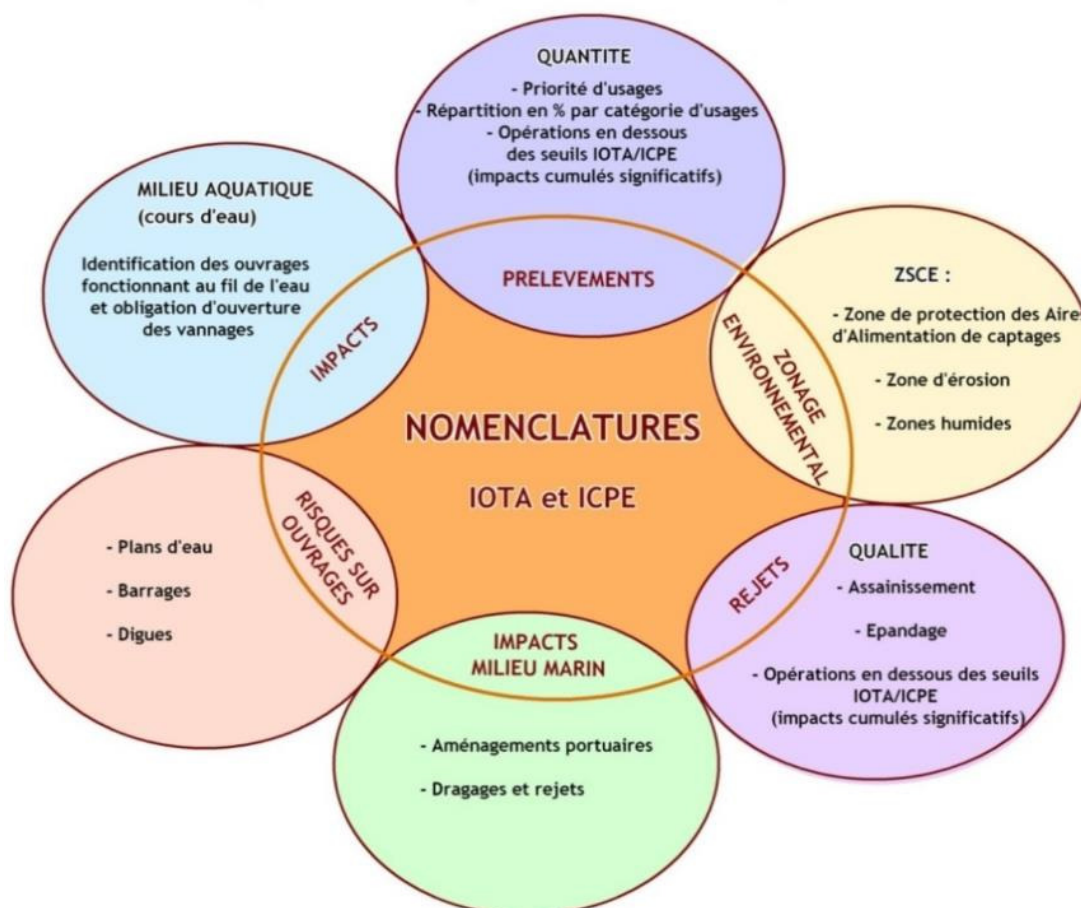 QUANTITE
- Priorité d'usages
- Répartition en % par catégorie d'usages
- Opérations en dessous
des seuils IOTA/ICPE
(impacts cumulés significatifs)
PRELEVEMENTS
MILIEU AQUATIQUE
(cours d'eau)
Identification des ouvrages
fonctionnant au fil de l'eau
et obligation d'ouverture
des vannages
IMPACTS
ZSCE :
- Zone de protection des Aires
d'Alimentation de captages
- Zone d'érosion
- Zones humides
ZONAGE
ENVIRONNEMENTAL
NOMENCLATURES
IOTA et ICPE
- Plans d'eau
- Barrages
- Digues
RISQUES SUR
OUVRAGES
QUALITE
- Assainissement
- Epandage
- Opérations en dessous des seuils
IOTA/ICPE
(impacts cumulés significatifs)
REJETS
IMPACTS
MILIEU MARIN
- Aménagements portuaires
- Dragages et rejets